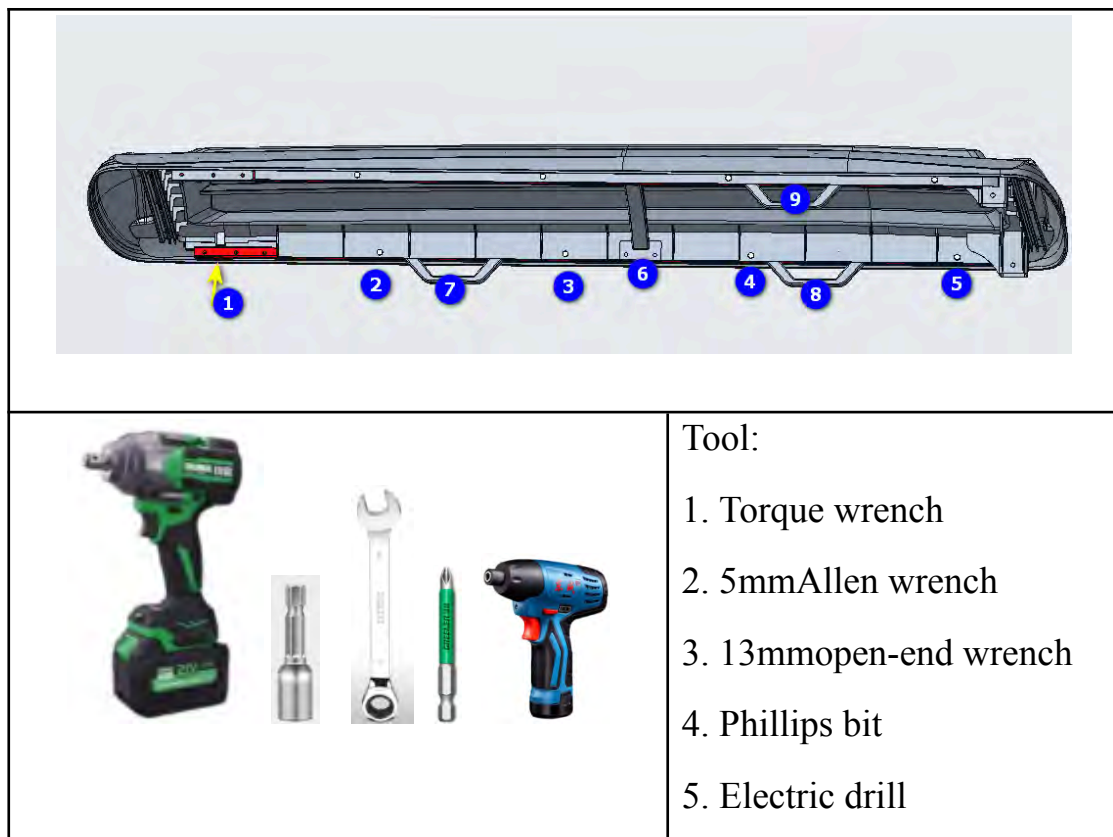 9
1
2
7
3
6
4
8
5
Tool:
1. Torque wrench
2. 5mmAllen wrench
3. 13mmopen-end wrench
4. Phillips bit
5. Electric drill